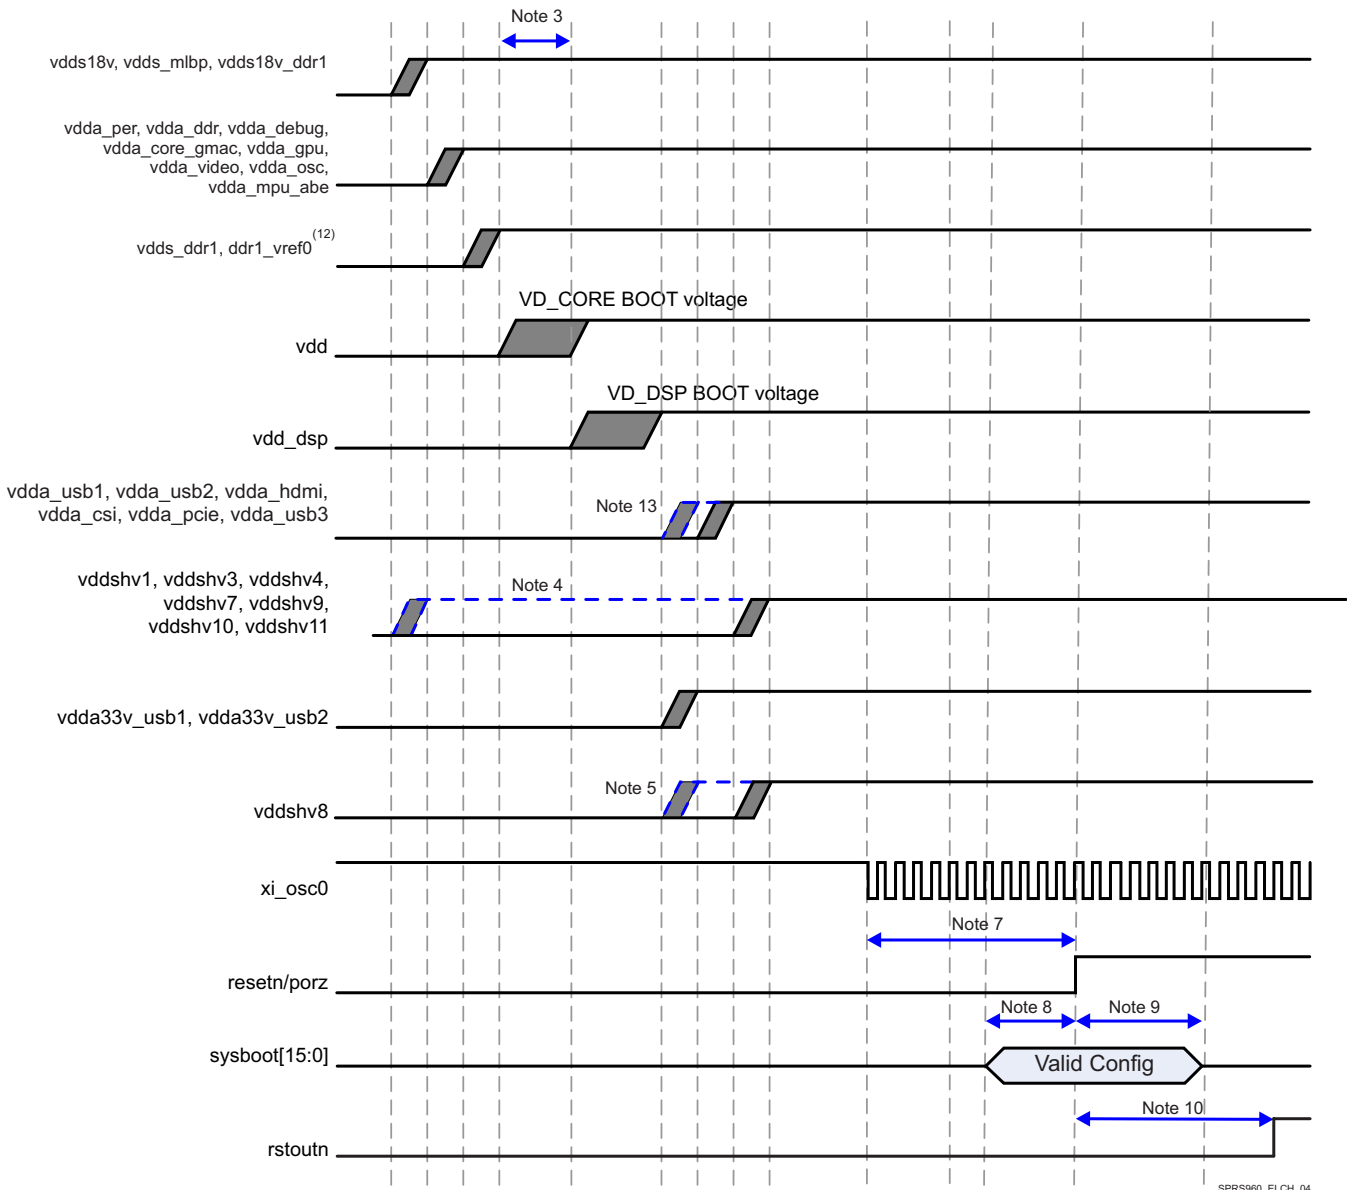 Note 3
vdds18v, vdds_mlbp, vdds18v_ddr1
vdda_per, vdda_ddr, vdda_debug,
vdda_core_gmac, vdda_gpu,
vdda_video, vdda_osc,
vdda_mpu_abe
vdds_ddr1, ddr1_vref0(12)
VD_CORE BOOT voltage
vdd
VD_DSP BOOT voltage
vdd_dsp
vdda_usb1, vdda_usb2, vdda_hdmi,
vdda_csi, vdda_pcie, vdda_usb3
Note 13
vddshv1, vddshv3, vddshv4,
vddshv7, vddshv9,
vddshv10, vddshv11
Note 4
vdda33v_usb1, vdda33v_usb2
Note 5
vddshv8
xi_osc0
Note 7
resetn/porz
Note 8
Note 9
sysboot[15:0]
Valid Config
Note 10
rstoutn
SPRS960_ELCH_04